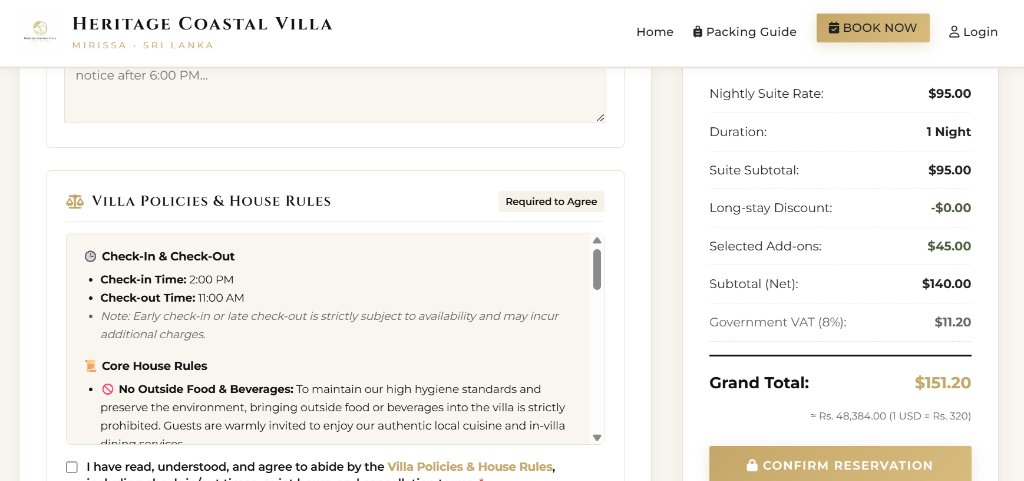 HERITAGE COASTAL VILLA
MIRISSA • SRI LANKA
Home
Packing Guide
BOOK NOW
Login
notice after 6:00 PM...
VILLA POLICIES & HOUSE RULES
Required to Agree
Check-In & Check-Out
• Check-in Time: 2:00 PM
• Check-out Time: 11:00 AM
• Note: Early check-in or late check-out is strictly subject to availability and may incur
additional charges.
Core House Rules
• No Outside Food & Beverages: To maintain our high hygiene standards and
preserve the environment, bringing outside food or beverages into the villa is strictly
prohibited. Guests are warmly invited to enjoy our authentic local cuisine and in-villa
dining services.
I have read, understood, and agree to abide by the Villa Policies & House Rules,
Nightly Suite Rate: $95.00
Duration: 1 Night
Suite Subtotal: $95.00
Long-stay Discount: -$0.00
Selected Add-ons: $45.00
Subtotal (Net): $140.00
Government VAT (8%): $11.20
Grand Total: $151.20
≈ Rs. 48,384.00 (1 USD = Rs. 320)
CONFIRM RESERVATION